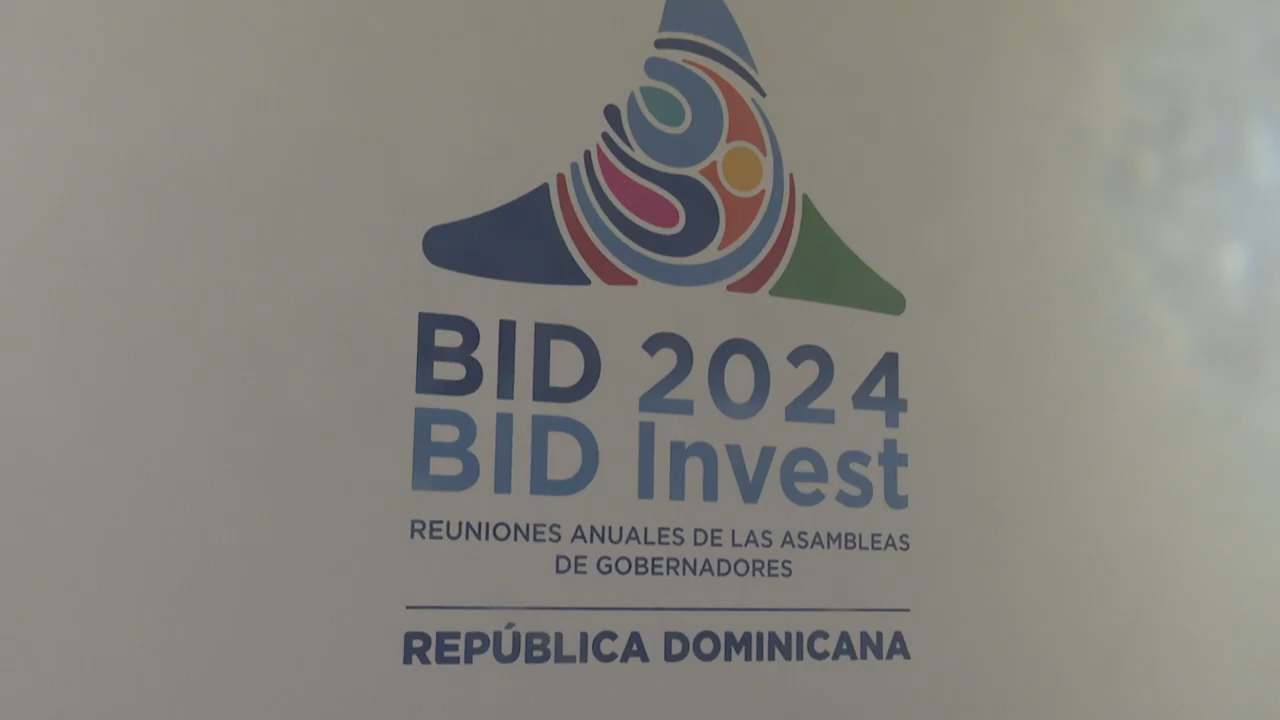 BID 2024
BID Invest
REUNIONES ANUALES DE LAS ASAMBLEAS
DE GOBERNADORES
REPÚBLICA DOMINICANA